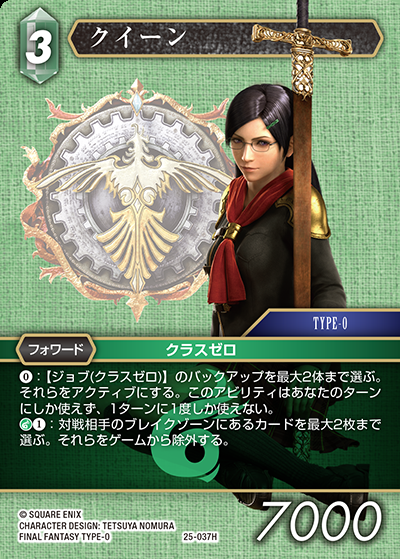 3
クイーン
TYPE-0
フォワード
クラスゼロ
0：【ジョブ(クラスゼロ)】のバックアップを最大2体まで選ぶ。
それらをアクティブにする。このアビリティはあなたのターン
にしか使えず、1ターンに1度しか使えない。
1：対戦相手のブレイクゾーンにあるカードを最大2枚まで
選ぶ。それらをゲームから除外する。
© SQUARE ENIX
CHARACTER DESIGN: TETSUYA NOMURA
FINAL FANTASY TYPE-0
25-037H
7000